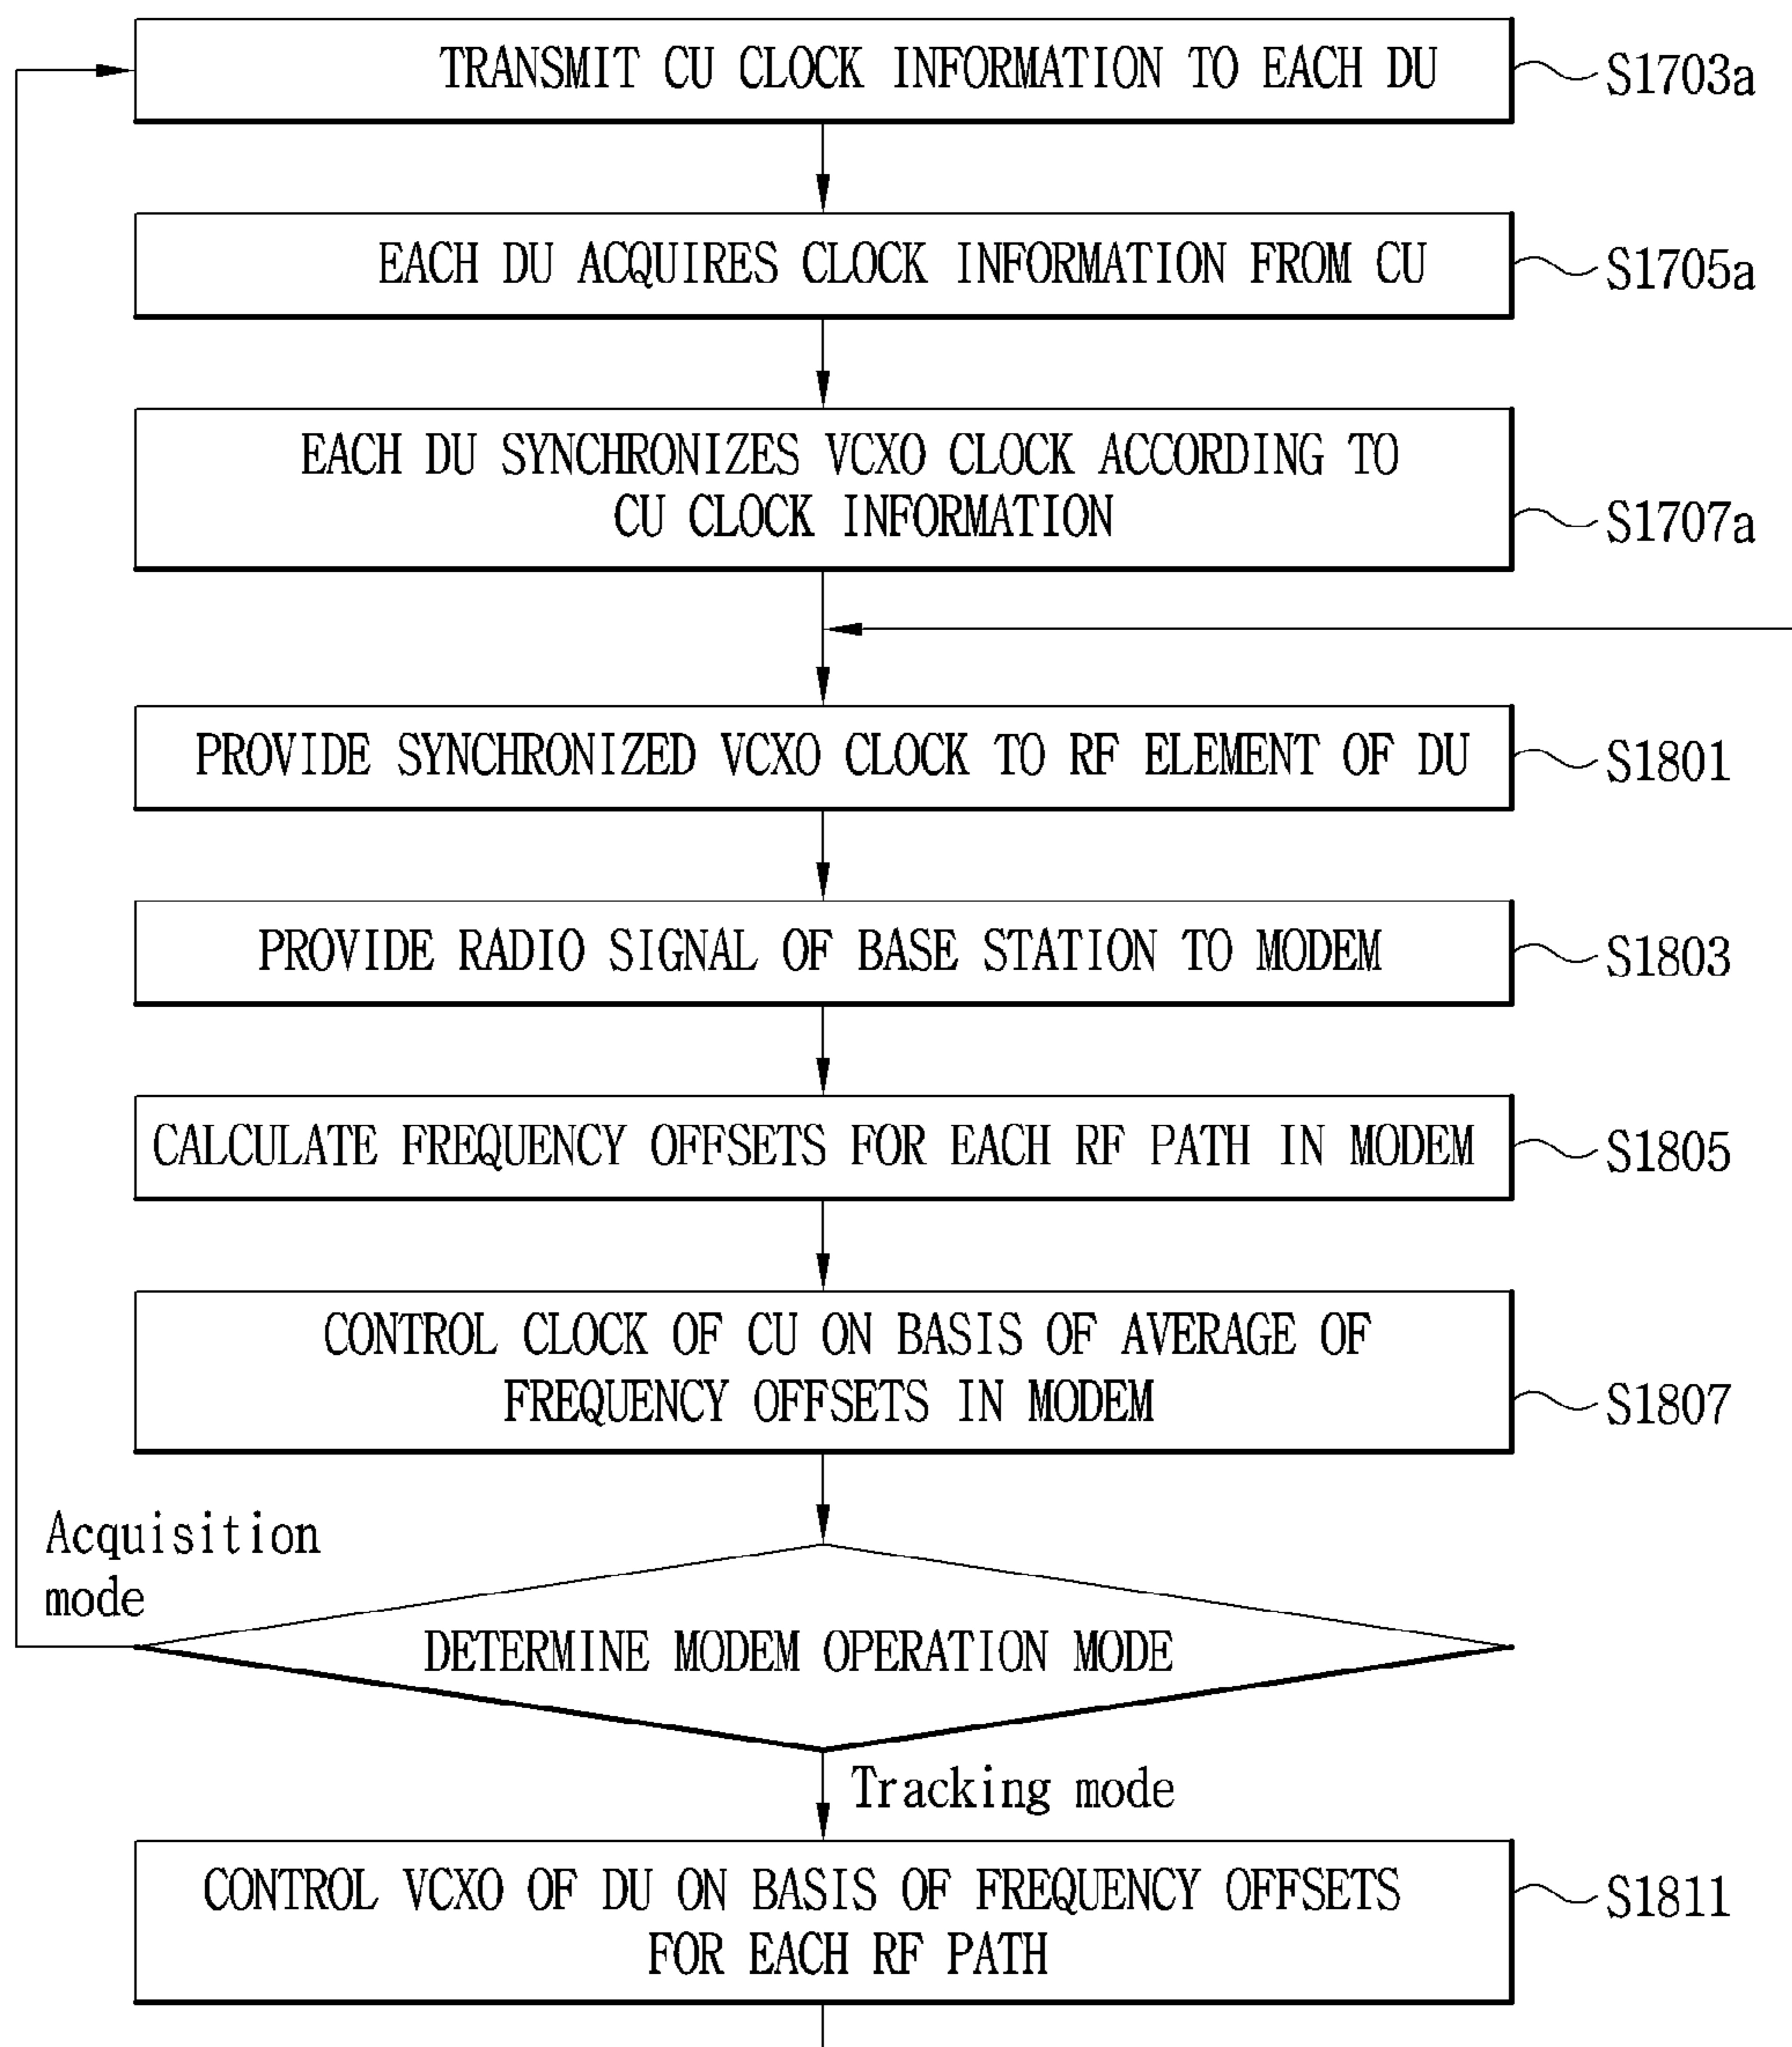 TRANSMIT CU CLOCK INFORMATION TO EACH DU
S1703a
EACH DU ACQUIRES CLOCK INFORMATION FROM CU
S1705a
EACH DU SYNCHRONIZES VCXO CLOCK ACCORDING TO
CU CLOCK INFORMATION
S1707a
PROVIDE SYNCHRONIZED VCXO CLOCK TO RF ELEMENT OF DU
S1801
PROVIDE RADIO SIGNAL OF BASE STATION TO MODEM
S1803
CALCULATE FREQUENCY OFFSETS FOR EACH RF PATH IN MODEM
S1805
CONTROL CLOCK OF CU ON BASIS OF AVERAGE OF
FREQUENCY OFFSETS IN MODEM
S1807
Acquisition
mode
DETERMINE MODEM OPERATION MODE
Tracking mode
CONTROL VCXO OF DU ON BASIS OF FREQUENCY OFFSETS
FOR EACH RF PATH
S1811